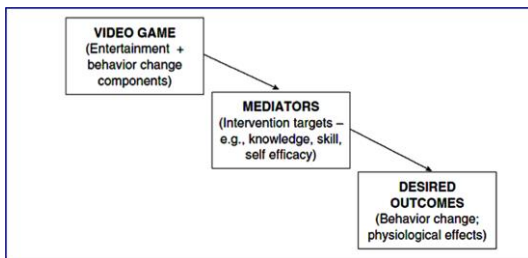 VIDEO GAME
(Entertainment +
behavior change
components)
MEDIATORS
(Intervention targets –
e.g., knowledge, skill,
self efficacy)
DESIRED
OUTCOMES
(Behavior change;
physiological effects)